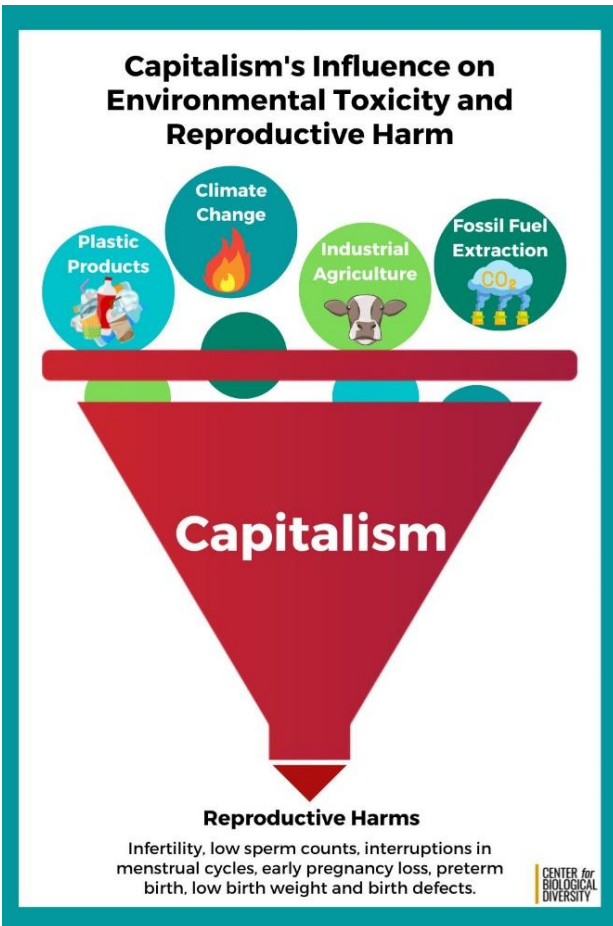 Capitalism's Influence on
Environmental Toxicity and
Reproductive Harm
Climate
Change
Plastic
Products
Industrial
Agriculture
Fossil Fuel
Extraction
CO₂
Capitalism
Reproductive Harms
Infertility, low sperm counts, interruptions in
menstrual cycles, early pregnancy loss, preterm
birth, low birth weight and birth defects.
CENTER for
BIOLOGICAL
DIVERSITY